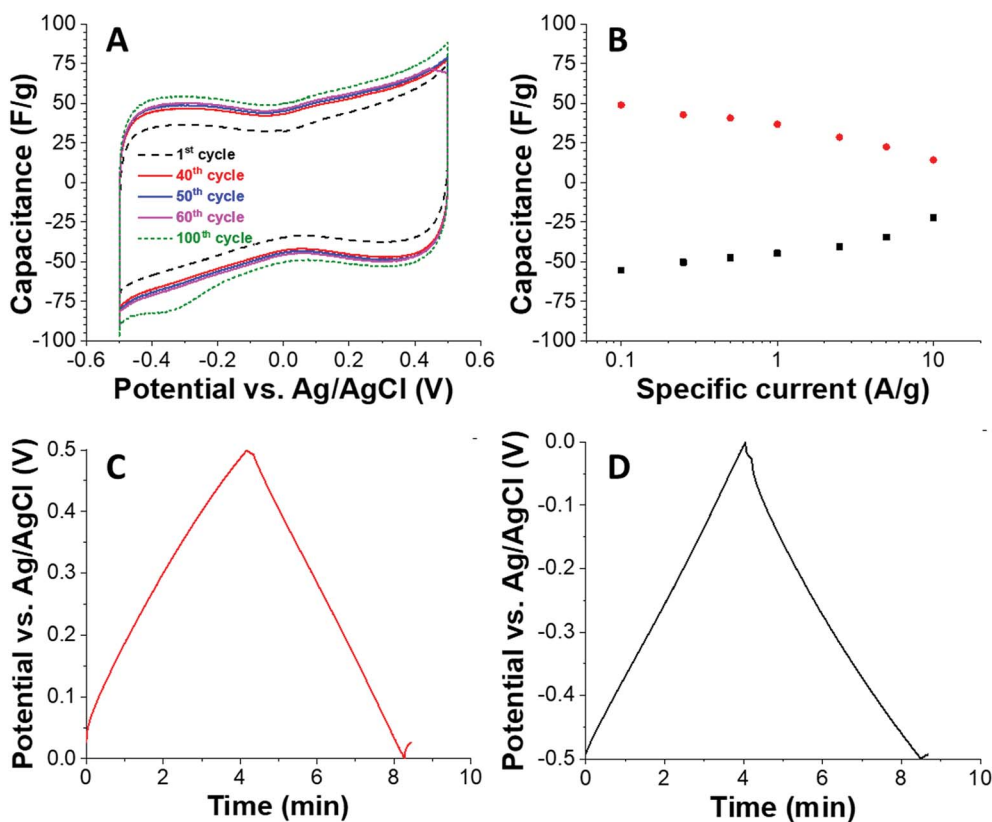 A
Capacitance (F/g)
100
75
50
25
0
-25
-50
-75
-100
1st cycle
40th cycle
50th cycle
60th cycle
100th cycle
-0.6 -0.4 -0.2 0.0 0.2 0.4 0.6
Potential vs. Ag/AgCl (V)
B
Capacitance (F/g)
100
75
50
25
0
-25
-50
-75
-100
0.1 1 10
Specific current (A/g)
C
Potential vs. Ag/AgCl (V)
0.5
0.4
0.3
0.2
0.1
0.0
0 2 4 6 8 10
Time (min)
D
Potential vs. Ag/AgCl (V)
0.0
-0.1
-0.2
-0.3
-0.4
-0.5
0 2 4 6 8 10
Time (min)